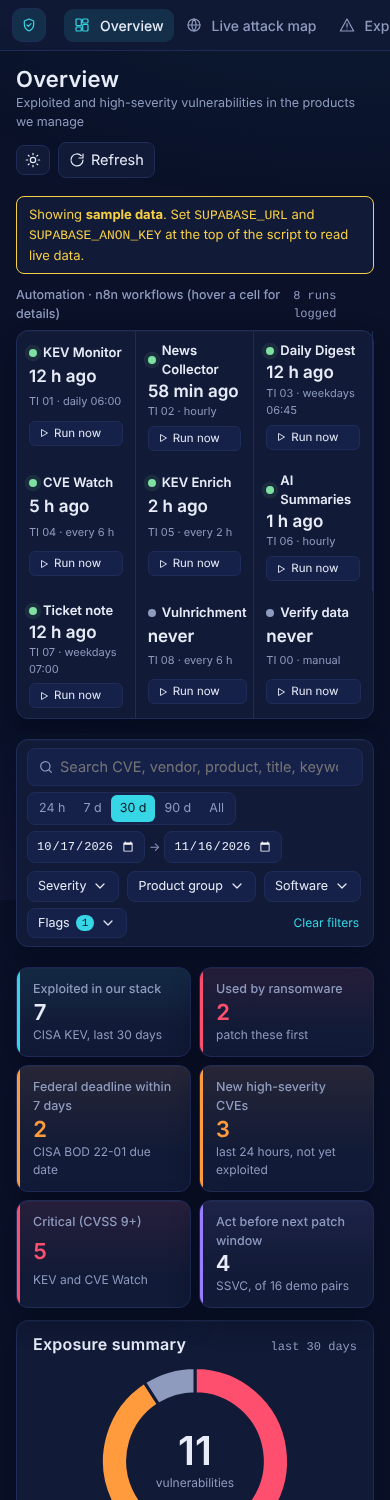 Overview
Live attack map
Exp
Overview
Exploited and high-severity vulnerabilities in the products
we manage
Refresh
Showing sample data. Set SUPABASE_URL and
SUPABASE_ANON_KEY at the top of the script to read
live data.
Automation · n8n workflows (hover a cell for
details)
8 runs
logged
KEV Monitor
12 h ago
TI 01 · daily 06:00
Run now
News
Collector
58 min ago
TI 02 · hourly
Run now
Daily Digest
12 h ago
TI 03 · weekdays
06:45
Run now
CVE Watch
5 h ago
TI 04 · every 6 h
Run now
KEV Enrich
2 h ago
TI 05 · every 2 h
Run now
AI
Summaries
1 h ago
TI 06 · hourly
Run now
Ticket note
12 h ago
TI 07 · weekdays
07:00
Run now
Vulnrichment
never
TI 08 · every 6 h
Run now
Verify data
never
TI 00 · manual
Run now
Search CVE, vendor, product, title, keywo
24 h 7 d 30 d 90 d All
10/17/2026 → 11/16/2026
Severity Product group Software
Flags 1 Clear filters
Exploited in our stack
7
CISA KEV, last 30 days
Used by ransomware
2
patch these first
Federal deadline within
7 days
2
CISA BOD 22-01 due
date
New high-severity
CVEs
3
last 24 hours, not yet
exploited
Critical (CVSS 9+)
5
KEV and CVE Watch
Act before next patch
window
4
SSVC, of 16 demo pairs
Exposure summary last 30 days
11
vulnerabilities